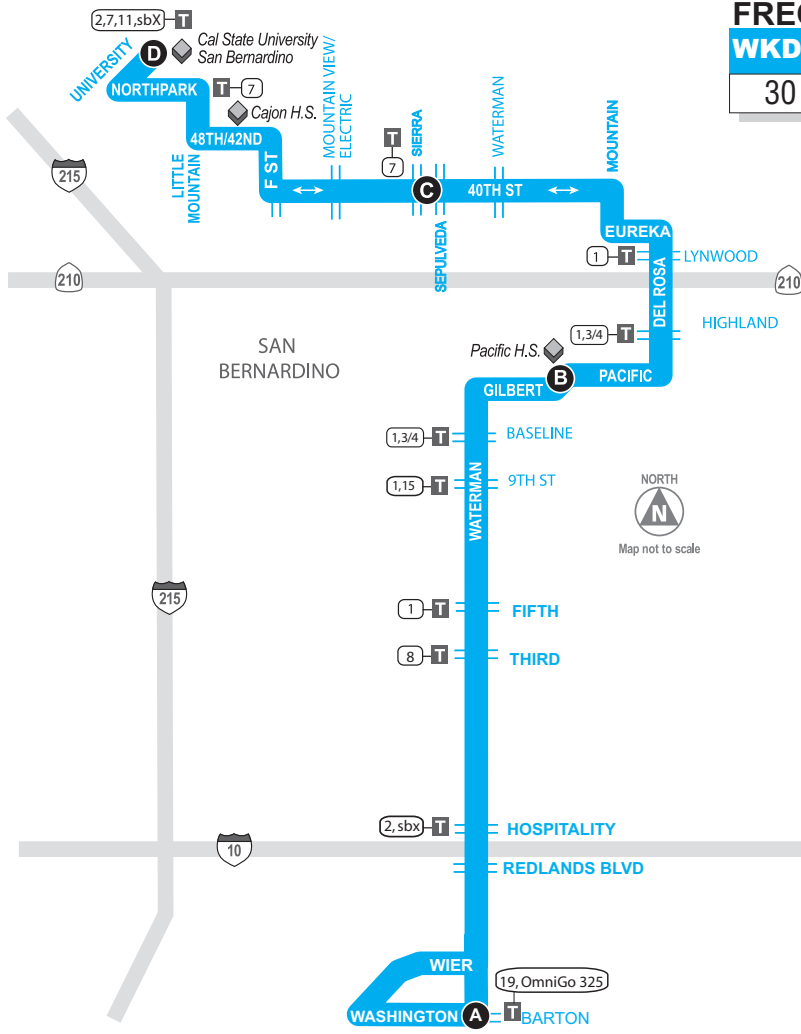 FREQ
WKD
30
2,7,11,sbX T
D
Cal State University
San Bernardino
UNIVERSITY
NORTHPARK
T 7
Cajon H.S.
48TH/42ND
LITTLE
MOUNTAIN
F ST
MOUNTAIN VIEW/
ELECTRIC
T
7
SIERRA
C
SEPULVEDA
40TH ST
WATERMAN
MOUNTAIN
EUREKA
1 T
LYNWOOD
DEL ROSA
215
210
210
1,3/4 T
HIGHLAND
SAN
BERNARDINO
Pacific H.S.
B
PACIFIC
GILBERT
1,3/4 T
BASELINE
WATERMAN
1,15 T
9TH ST
NORTH
N
Map not to scale
215
1 T
FIFTH
8 T
THIRD
2, sbx T
HOSPITALITY
10
REDLANDS BLVD
WIER
19, OmniGo 325
T
WASHINGTON
A
BARTON